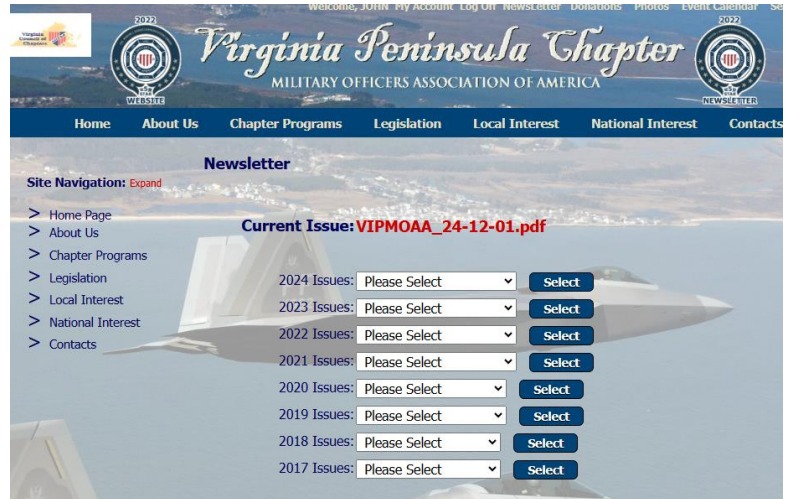 Welcome, JOHN My Account Log Off NewsLetter Donations Photos Event Calendar Se
Virginia
Council of
Chapters
2022
2022
Virginia Peninsula Chapter
MILITARY OFFICERS ASSOCIATION OF AMERICA
WEBSITE
NEWSLETTER
Home About Us Chapter Programs Legislation Local Interest National Interest Contacts
Newsletter
Site Navigation: Expand
> Home Page
> About Us
> Chapter Programs
> Legislation
> Local Interest
> National Interest
> Contacts
Current Issue: VIPMOAA_24-12-01.pdf
2024 Issues: Please Select Select
2023 Issues: Please Select Select
2022 Issues: Please Select Select
2021 Issues: Please Select Select
2020 Issues: Please Select Select
2019 Issues: Please Select Select
2018 Issues: Please Select Select
2017 Issues: Please Select Select